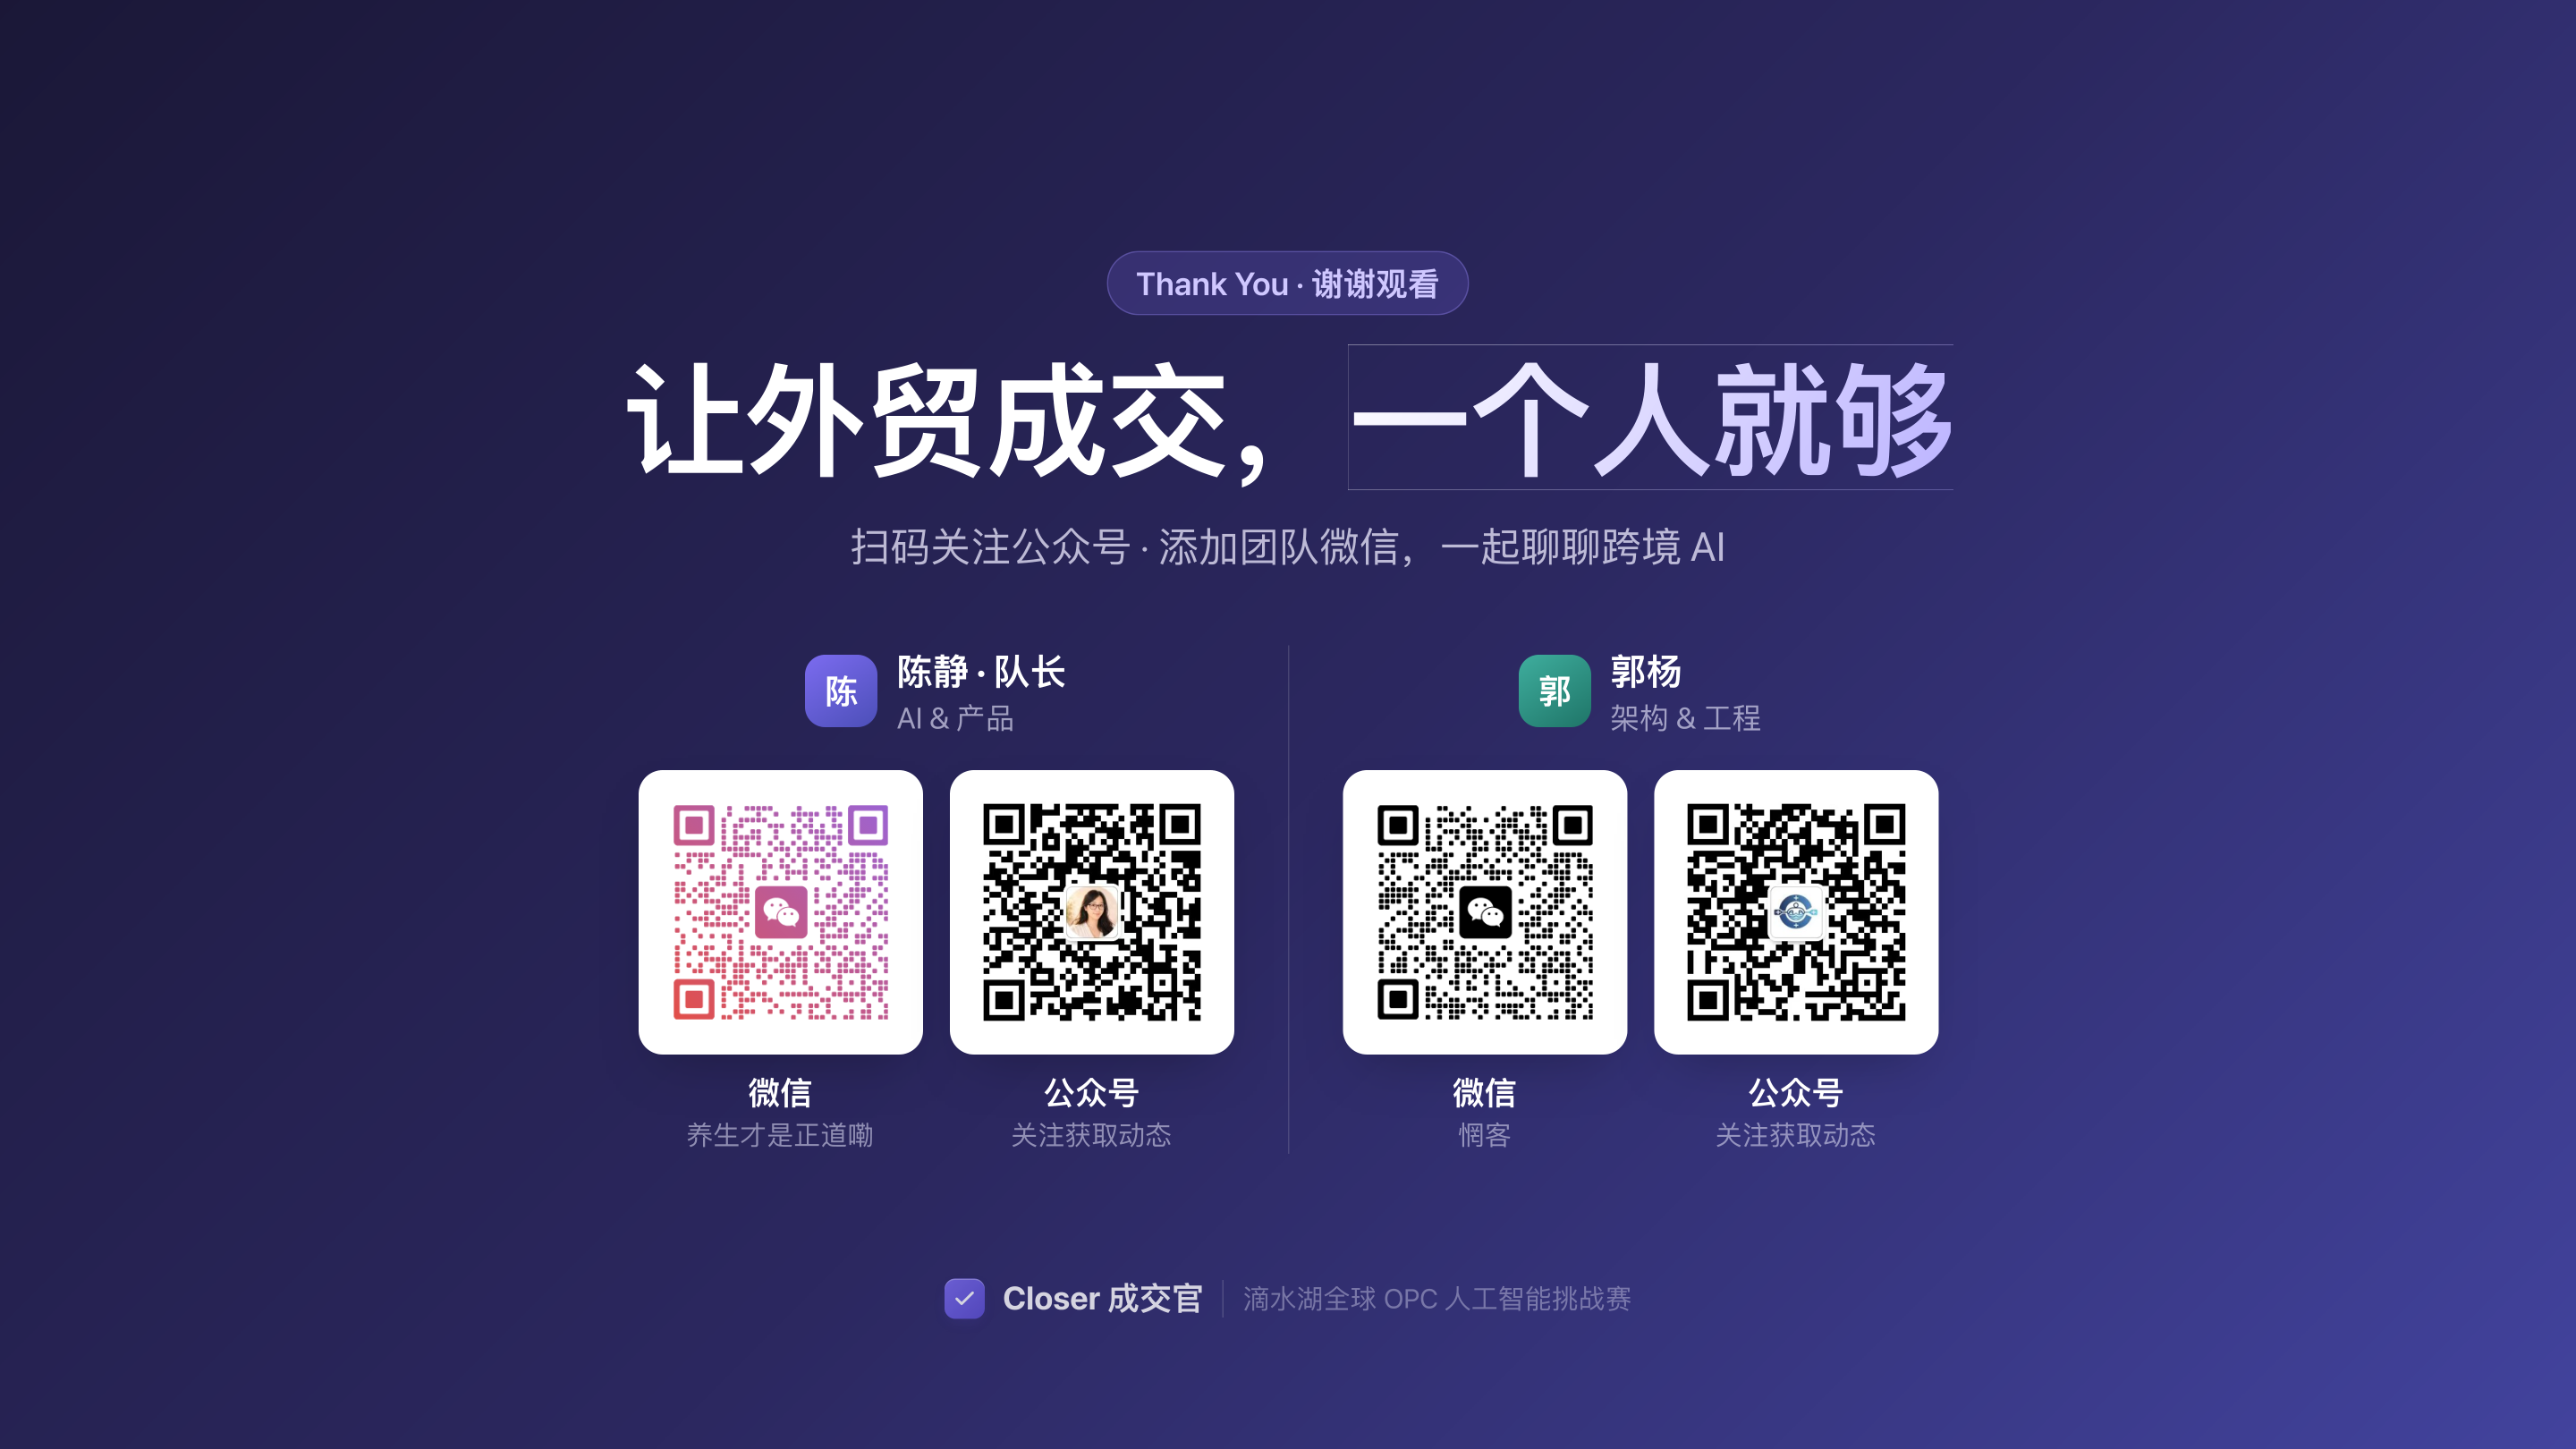 Thank You · 谢谢观看
让外贸成交，一个人就够
扫码关注公众号 · 添加团队微信，一起聊聊跨境 AI
陈
陈静 · 队长
AI & 产品
微信
养生才是正道嘞
公众号
关注获取动态
郭
郭杨
架构 & 工程
微信
惘客
公众号
关注获取动态
Closer 成交官
滴水湖全球 OPC 人工智能挑战赛